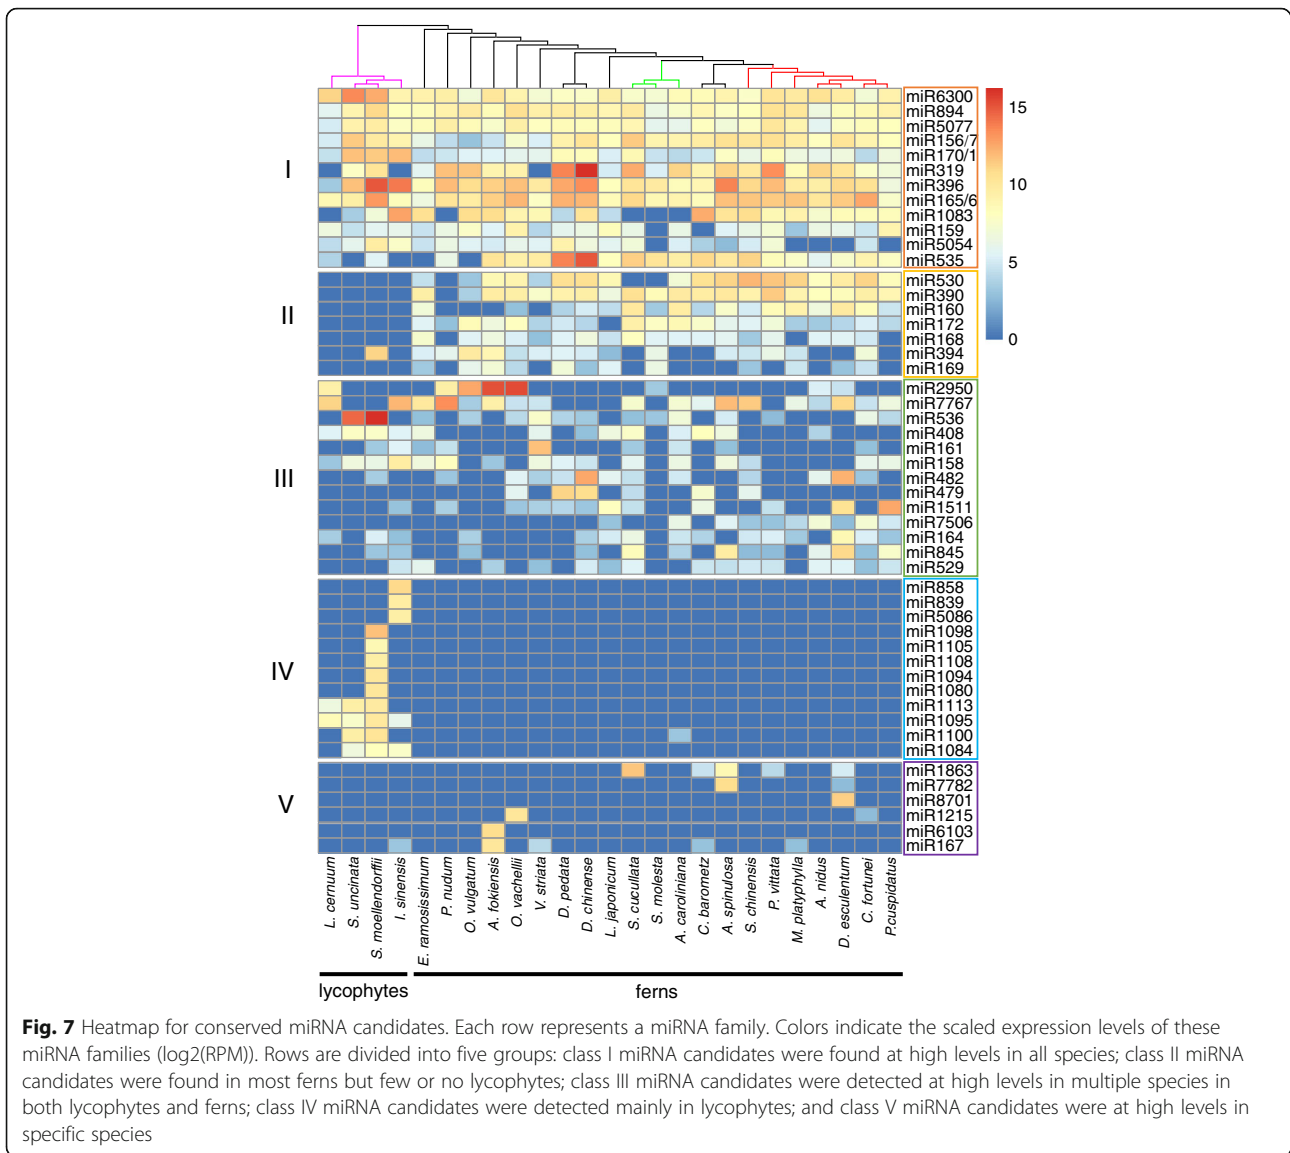 I
II
III
IV
V
miR6300
miR894
miR5077
miR156/7
miR170/1
miR319
miR396
miR165/6
miR1083
miR159
miR5054
miR535
miR530
miR390
miR160
miR172
miR168
miR394
miR169
miR2950
miR7767
miR536
miR408
miR161
miR158
miR482
miR479
miR1511
miR7506
miR164
miR845
miR529
miR858
miR839
miR5086
miR1098
miR1105
miR1108
miR1094
miR1080
miR1113
miR1095
miR1100
miR1084
miR1863
miR7782
miR8701
miR1215
miR6103
miR167
15
10
5
0
L. cernuum
S. uncinata
S. moellendorffii
I. sinensis
E. ramosissimum
P. nudum
O. vulgatum
A. fokiensis
O. vachellii
V. striata
D. pedata
D. chinense
L. japonicum
S. cucullata
S. molesta
A. caroliniana
C. barometz
A. spinulosa
S. chinensis
P. vittata
M. platyphylla
A. nidus
D. esculentum
C. fortunei
P.cuspidatus
lycophytes
ferns
Fig. 7 Heatmap for conserved miRNA candidates. Each row represents a miRNA family. Colors indicate the scaled expression levels of these
miRNA families (log2(RPM)). Rows are divided into five groups: class I miRNA candidates were found at high levels in all species; class II miRNA
candidates were found in most ferns but few or no lycophytes; class III miRNA candidates were detected at high levels in multiple species in
both lycophytes and ferns; class IV miRNA candidates were detected mainly in lycophytes; and class V miRNA candidates were at high levels in
specific species